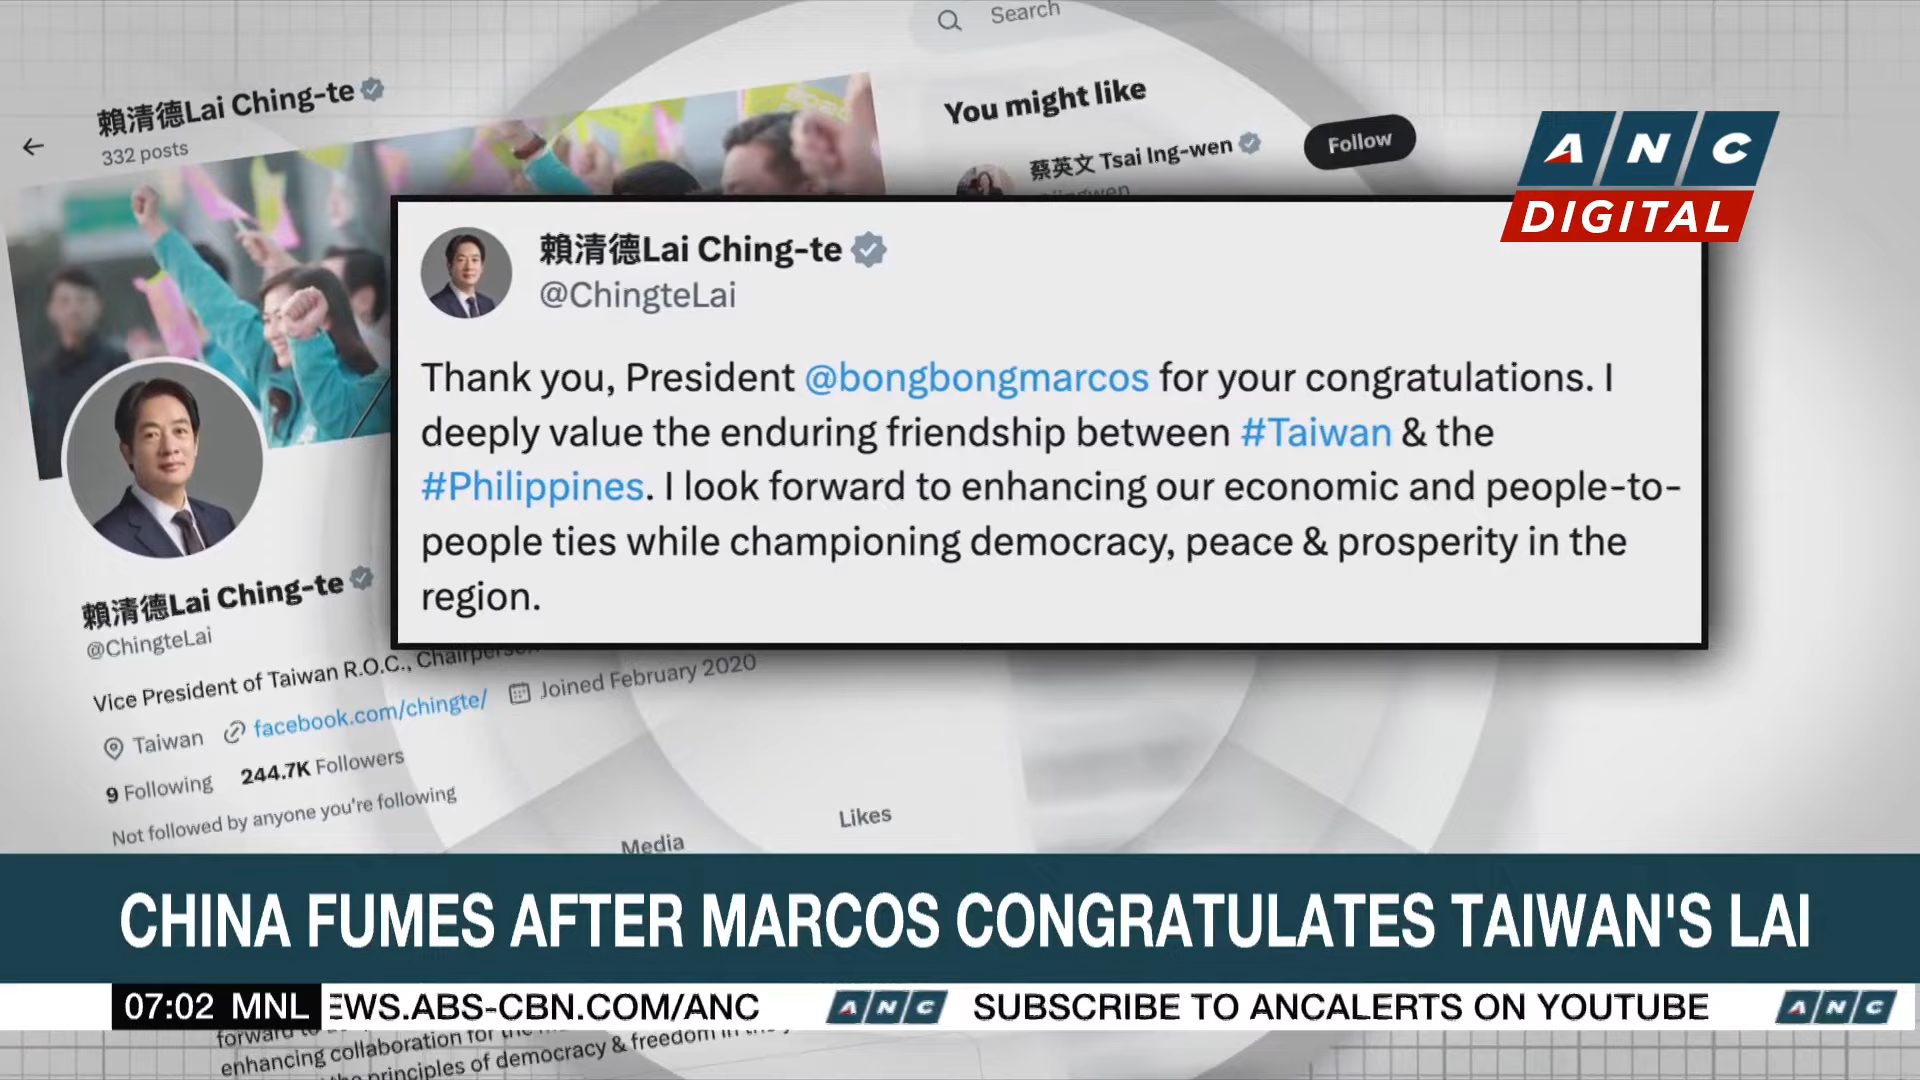 Search
賴清德Lai Ching-te
332 posts
You might like
蔡英文 Tsai Ing-wen
Follow
ANC
DIGITAL
賴清德Lai Ching-te
@ChingteLai
Thank you, President @bongbongmarcos for your congratulations. I
deeply value the enduring friendship between #Taiwan & the
#Philippines. I look forward to enhancing our economic and people-to-
people ties while championing democracy, peace & prosperity in the
region.
賴清德Lai Ching-te
@ChingteLai
Vice President of Taiwan R.O.C.,
Taiwan facebook.com/chingte/ Joined February 2020
9 Following 244.7K Followers
Not followed by anyone you're following
Media Likes
CHINA FUMES AFTER MARCOS CONGRATULATES TAIWAN'S LAI
07:02 MNL EWS.ABS-CBN.COM/ANC ANC SUBSCRIBE TO ANCALERTS ON YOUTUBE ANC
forward to
enhancing collaboration for the
principles of democracy & freedom in